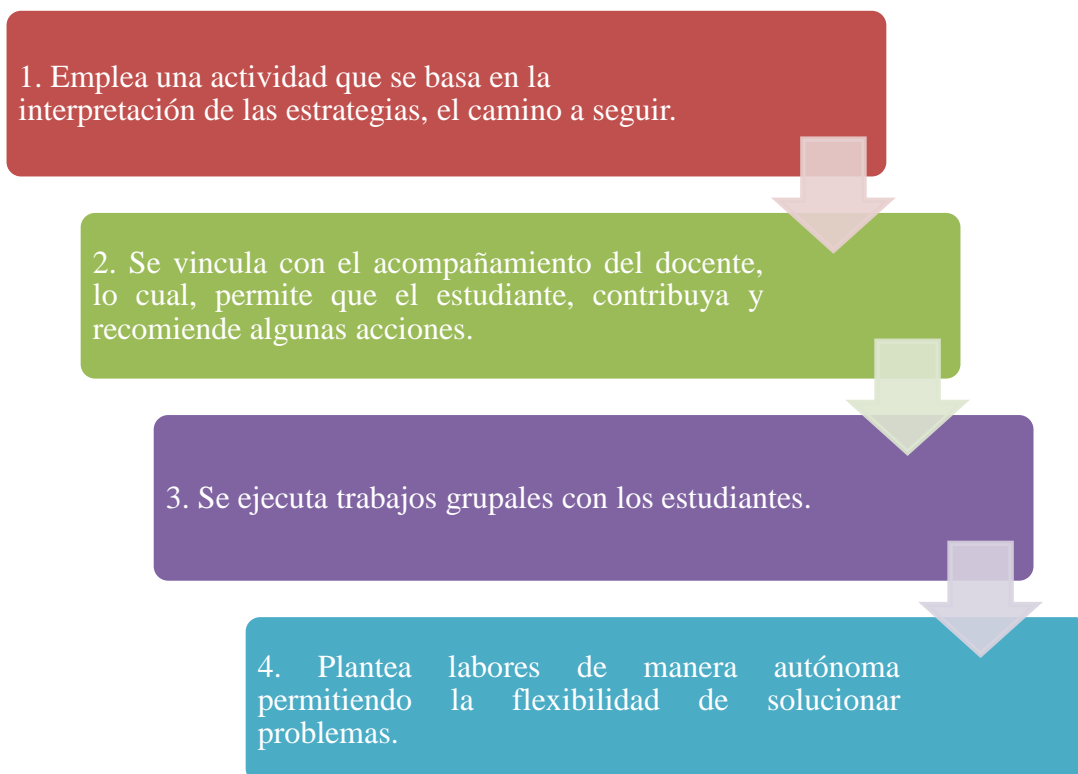 1. Emplea una actividad que se basa en la
interpretación de las estrategias, el camino a seguir.
2. Se vincula con el acompañamiento del docente,
lo cual, permite que el estudiante, contribuya y
recomiende algunas acciones.
3. Se ejecuta trabajos grupales con los estudiantes.
4. Plantea labores de manera autónoma
permitiendo la flexibilidad de solucionar
problemas.